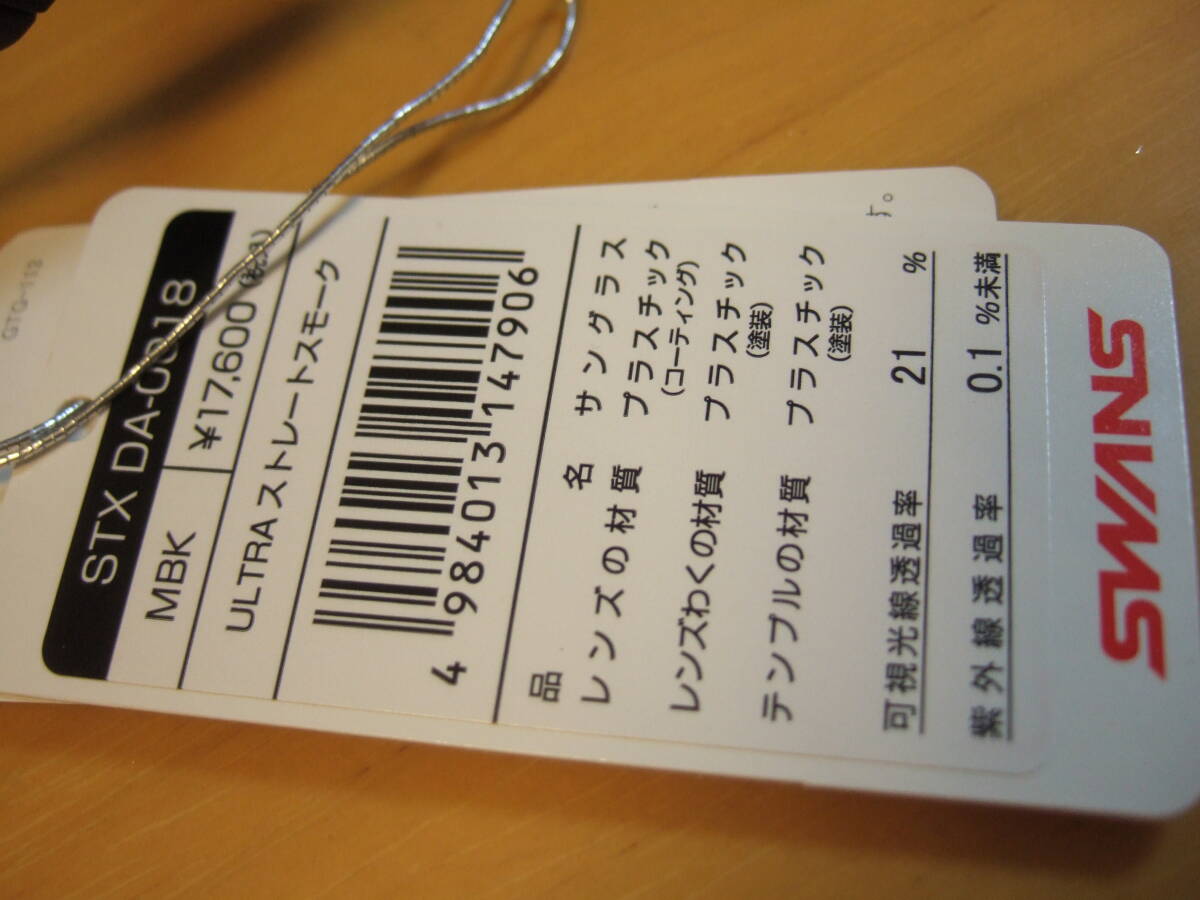 STX DA-0018
MBK
¥17,600
ULTRAストレートスモーク
4 984013 147906
品名 サングラス
レンズの材質 プラスチック
(コーティング)
レンズわくの材質 プラスチック
(塗装)
テンプルの材質 プラスチック
(塗装)
可視光線透過率 21 %
紫外線透過率 0.1 %未満
SWANS
す。
GTG-113